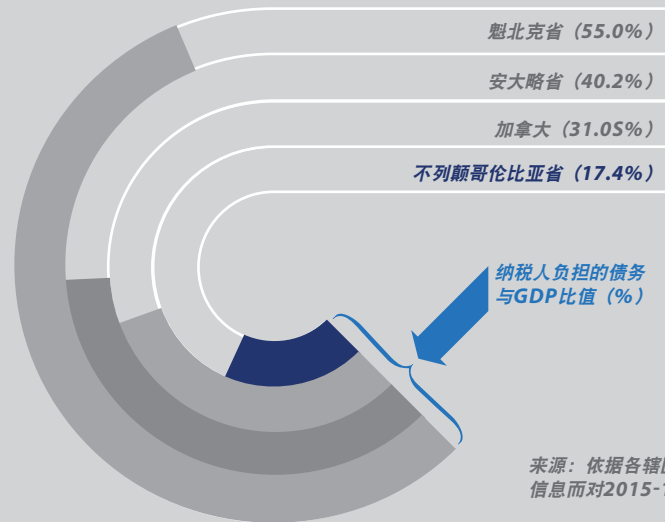 魁北克省（55.0%）
安大略省（40.2%）
加拿大（31.0S%）
不列颠哥伦比亚省（17.4%）
纳税人负担的债务
与GDP比值（%）
来源：依据各辖
信息而对2015-1